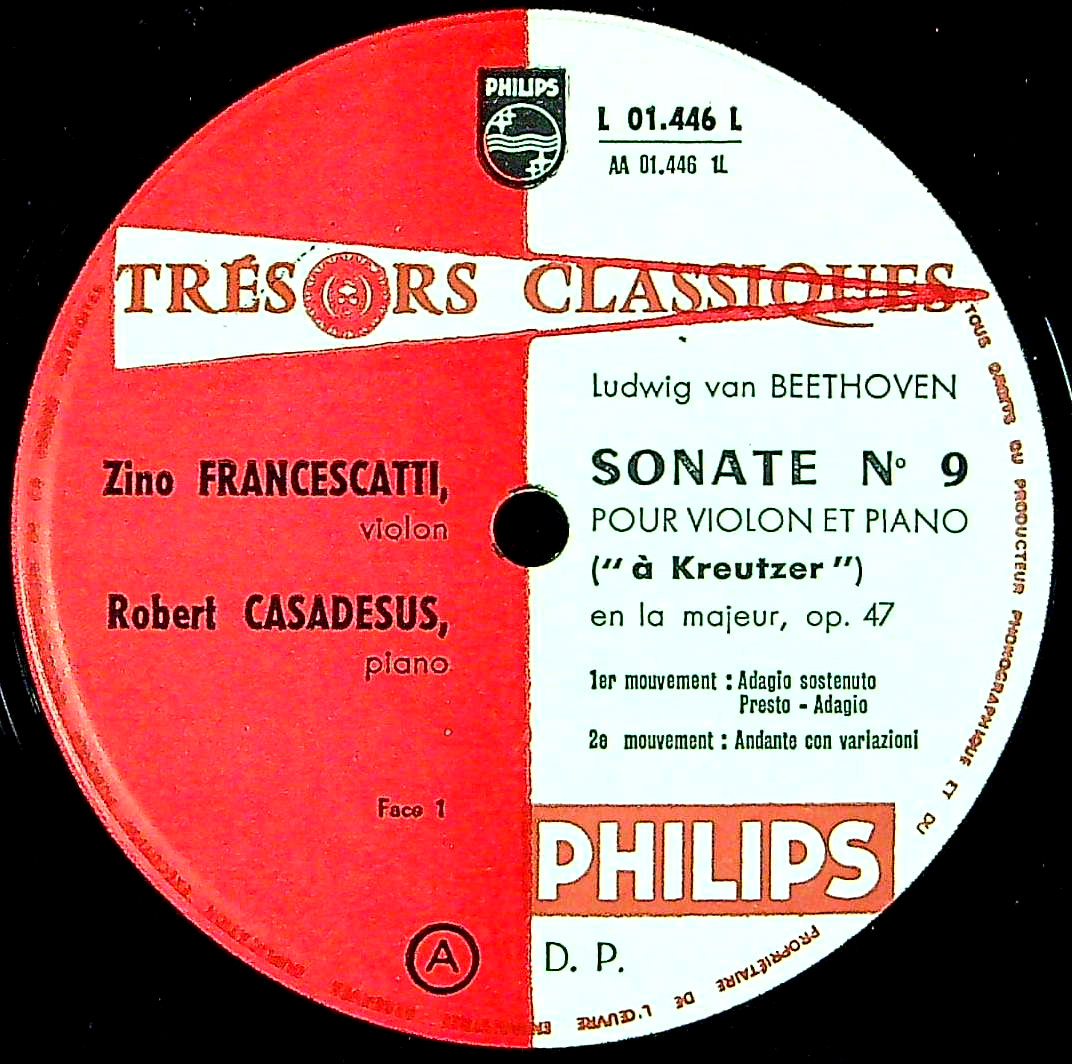 PHILIPS
L 01.446 L
AA 01.446 1L
TRÉSORS CLASSIQUES
Zino FRANCESCATTI,
violon
Robert CASADESUS,
piano
Face 1
A
Ludwig van BEETHOVEN
SONATE Nº 9
POUR VIOLON ET PIANO
("à Kreutzer")
en la majeur, op. 47
1er mouvement : Adagio sostenuto
Presto - Adagio
2e mouvement : Andante con variazioni
PHILIPS
D. P.
TOUS DROITS DU PRODUCTEUR PHONOGRAPHIQUE ET DU PROPRIÉTAIRE DE L'ŒUVRE